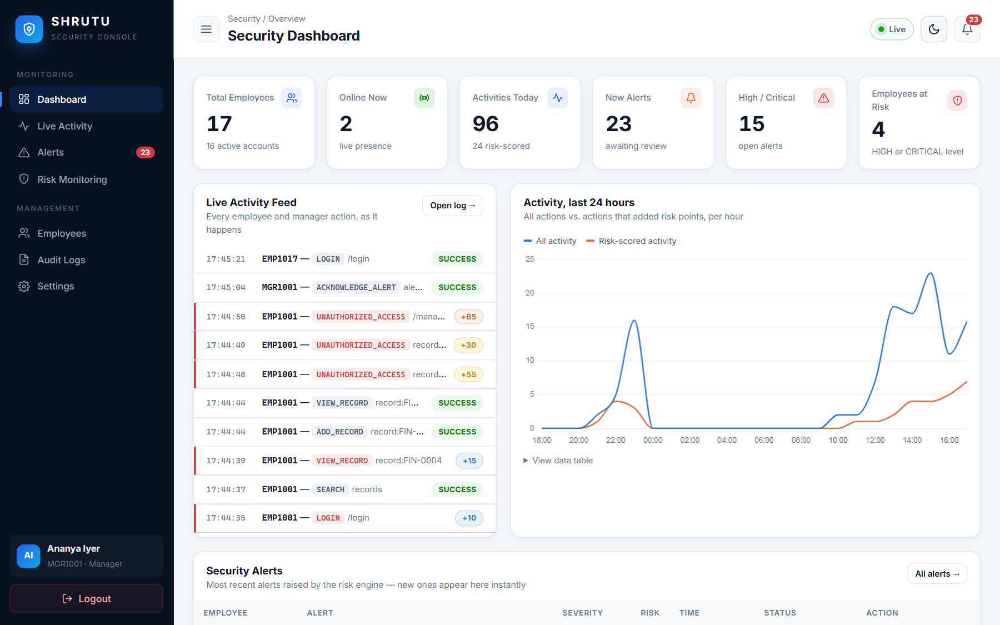 SHRUTU
SECURITY CONSOLE
MONITORING
Dashboard
Live Activity
Alerts 23
Risk Monitoring
MANAGEMENT
Employees
Audit Logs
Settings
AI
Ananya Iyer
MGR1001 · Manager
Logout
Security / Overview
Security Dashboard
Live
23
Total Employees
17
16 active accounts
Online Now
2
live presence
Activities Today
96
24 risk-scored
New Alerts
23
awaiting review
High / Critical
15
open alerts
Employees at
Risk
4
HIGH or CRITICAL level
Live Activity Feed
Every employee and manager action, as it
happens
Open log →
17:45:21 EMP1017 — LOGIN /login SUCCESS
17:45:04 MGR1001 — ACKNOWLEDGE_ALERT ale... SUCCESS
17:44:50 EMP1001 — UNAUTHORIZED_ACCESS /mana... +65
17:44:49 EMP1001 — UNAUTHORIZED_ACCESS record... +30
17:44:48 EMP1001 — UNAUTHORIZED_ACCESS record... +55
17:44:44 EMP1001 — VIEW_RECORD record:FI... SUCCESS
17:44:44 EMP1001 — ADD_RECORD record:FIN-... SUCCESS
17:44:39 EMP1001 — VIEW_RECORD record:FIN-0004 +15
17:44:37 EMP1001 — SEARCH records SUCCESS
17:44:35 EMP1001 — LOGIN /login +10
Activity, last 24 hours
All actions vs. actions that added risk points, per hour
All activity Risk-scored activity
25
20
15
10
5
0
18:00 20:00 22:00 00:00 02:00 04:00 06:00 08:00 10:00 12:00 14:00 16:00
▶ View data table
Security Alerts
Most recent alerts raised by the risk engine — new ones appear here instantly
All alerts →
EMPLOYEE ALERT SEVERITY RISK TIME STATUS ACTION